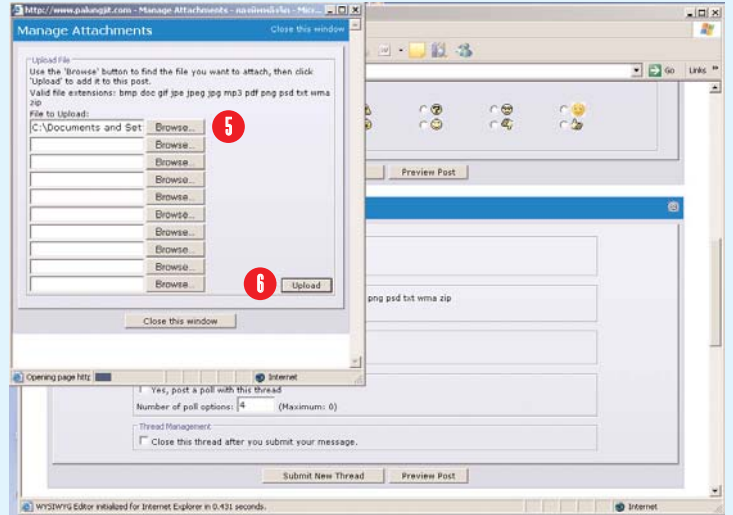 http://www.palungjit.com - Manage Attachments -
Manage Attachments
Close this window
Upload File
Use the 'Browse' button to find the file you want to attach, then click
'Upload' to add it to this post.
Valid file extensions: bmp doc gif jpe jpeg jpg mp3 pdf png psd txt wma
zip
File to Upload:
C:\Documents and Set Browse... 5
Browse...
Browse...
Browse...
Browse...
Browse...
Browse...
Browse...
Browse...
Browse... 6 Upload
Close this window
Opening page http
Internet
Go Links »
Preview Post
png psd txt wma zip
Yes, post a poll with this thread
Number of poll options: 4 (Maximum: 0)
Thread Management
Close this thread after you submit your message.
Submit New Thread Preview Post
WYSIWYG Editor initialized for Internet Explorer in 0.431 seconds.
Internet